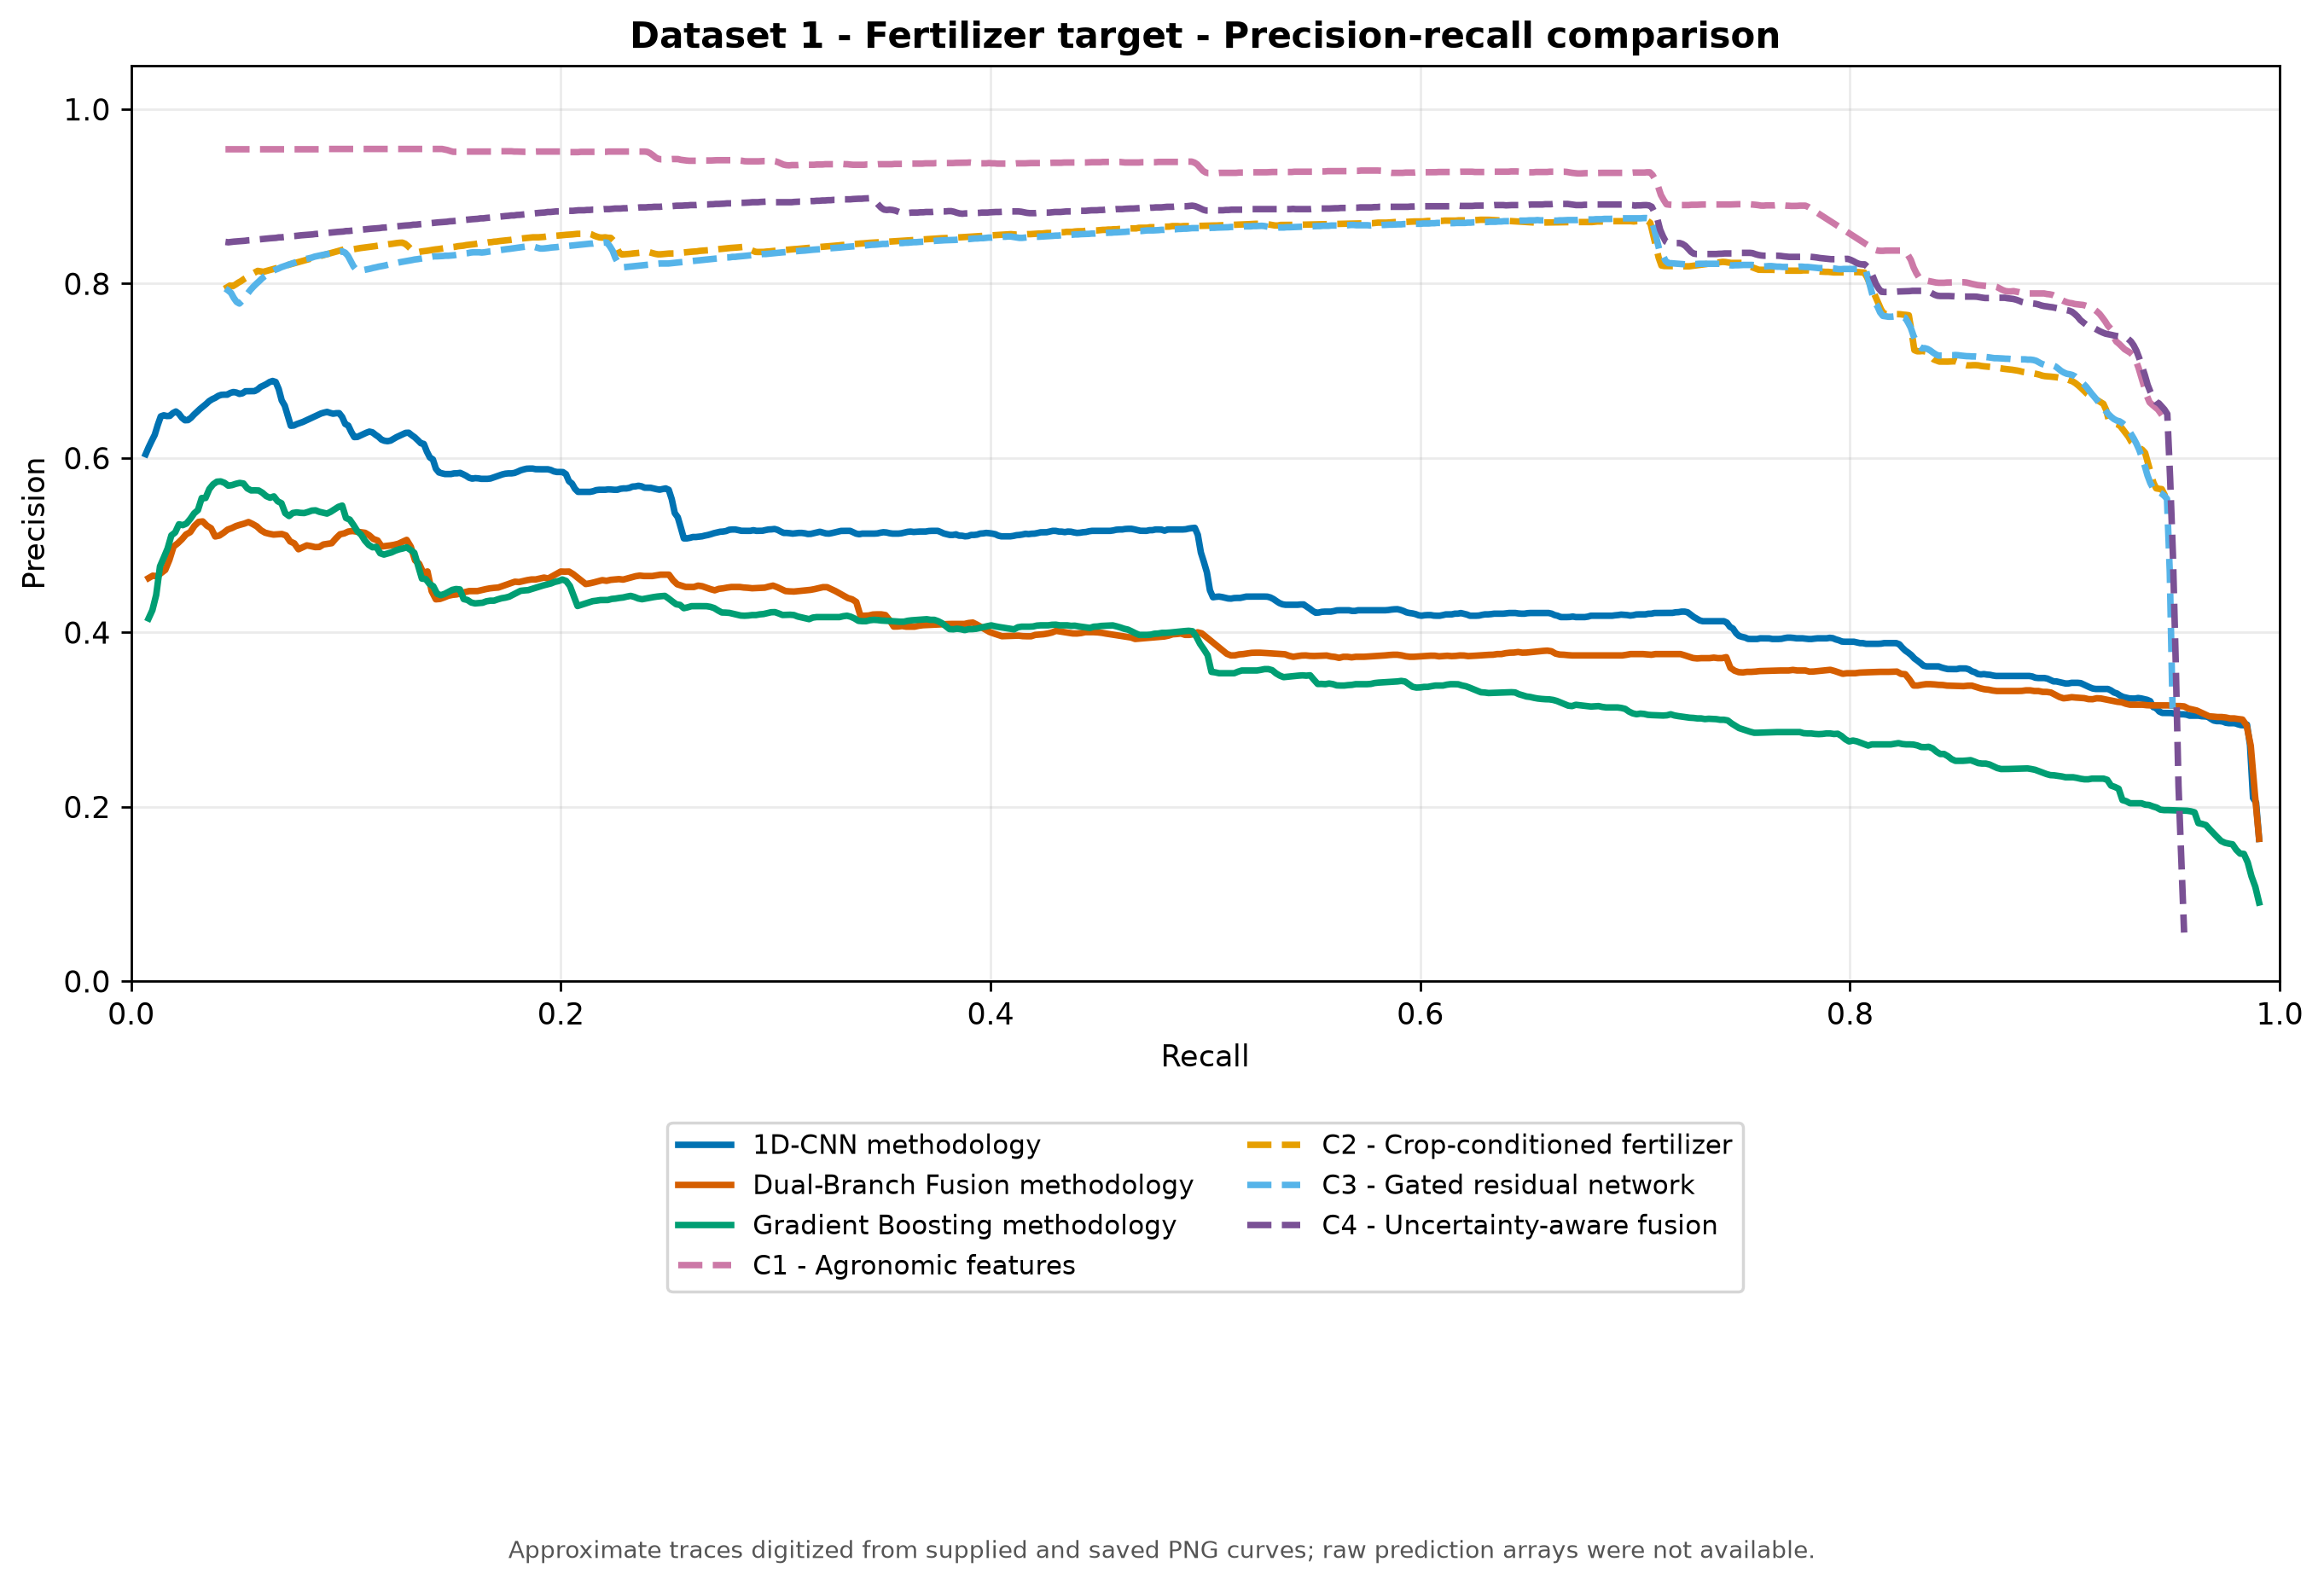 Dataset 1 - Fertilizer target - Precision-recall comparison
1.0
0.8
0.6
0.4
0.2
0.0
Precision
0.0 0.2 0.4 0.6 0.8 1.0
Recall
1D-CNN methodology
Dual-Branch Fusion methodology
Gradient Boosting methodology
C1 - Agronomic features
C2 - Crop-conditioned fertilizer
C3 - Gated residual network
C4 - Uncertainty-aware fusion
Approximate traces digitized from supplied and saved PNG curves; raw prediction arrays were not available.